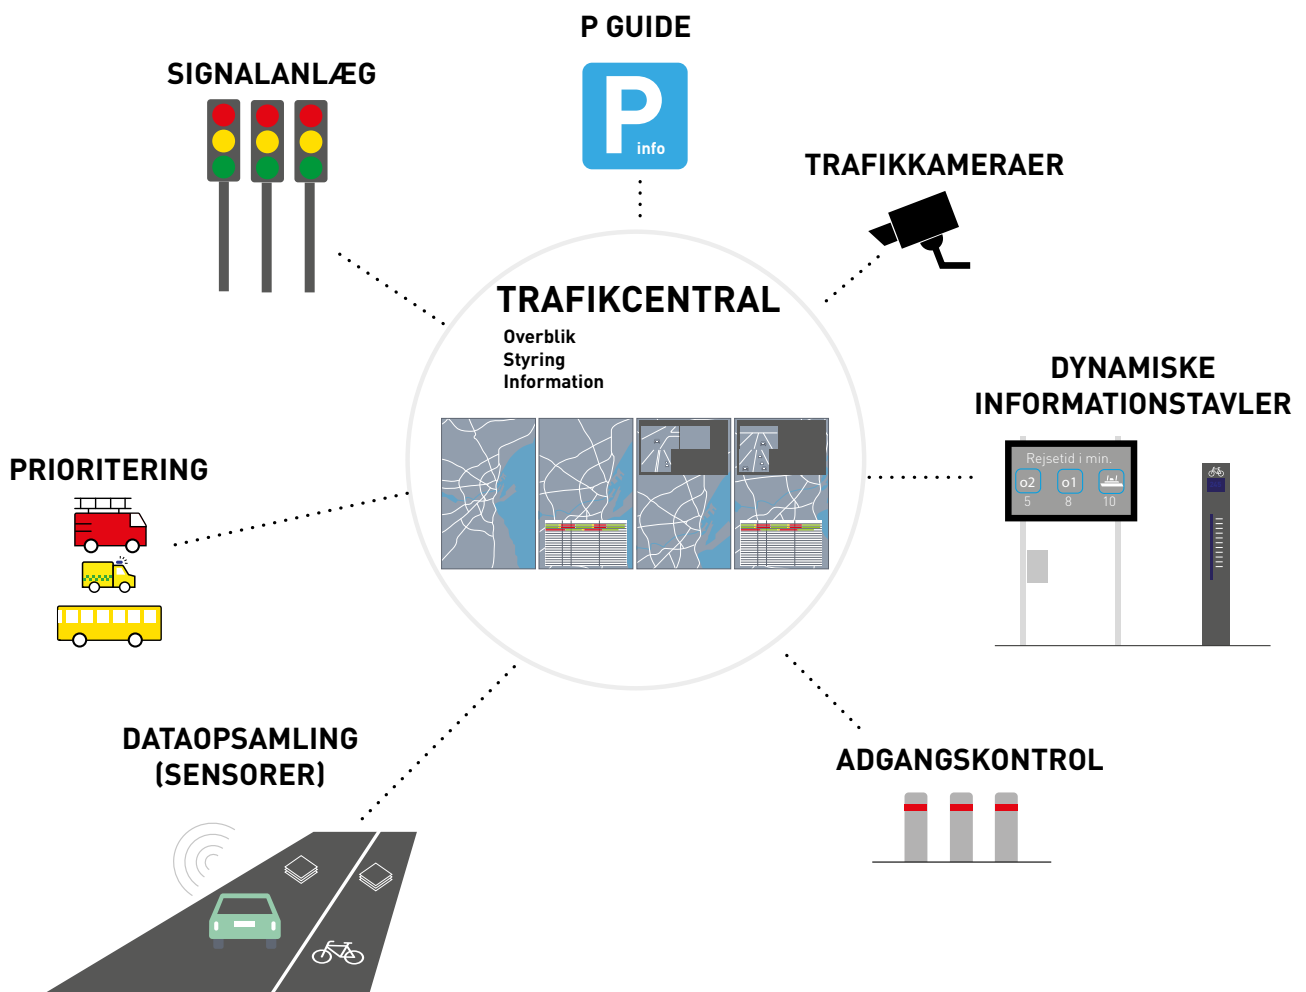 P GUIDE
P
info
SIGNALANLÆG
TRAFIKKAMERAER
TRAFIKCENTRAL
Overblik
Styring
Information
DYNAMISKE
INFORMATIONSTAVLER
Rejsetid i min.
o2 o1
5 8 10
PRIORITERING
DATAOPSAMLING
(SENSORER)
ADGANGSKONTROL